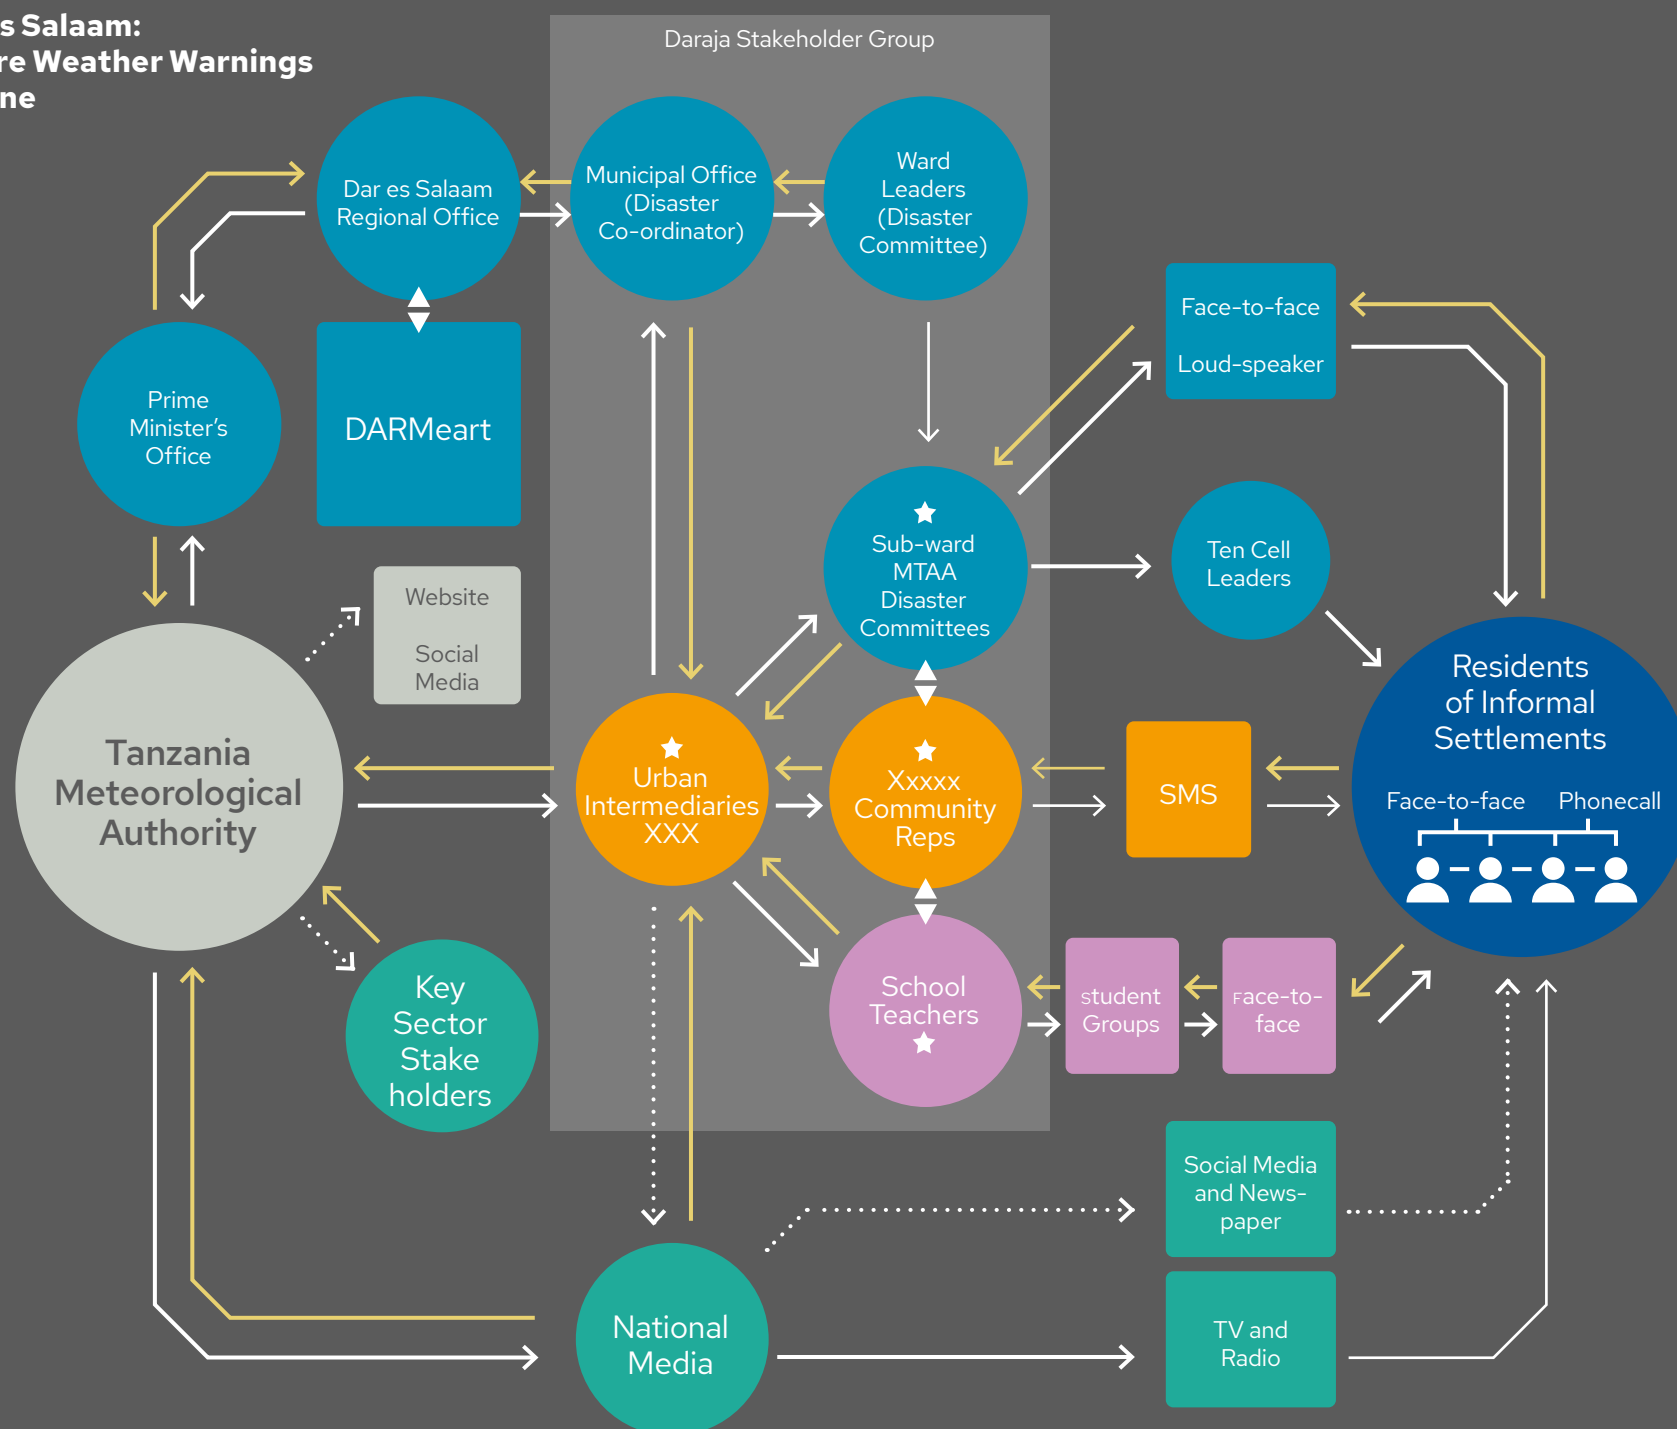 s Salaam:
re Weather Warnings
ne
Daraja Stakeholder Group
Dar es Salaam
Regional Office
Municipal Office
(Disaster
Co-ordinator)
Ward
Leaders
(Disaster
Committee)
Face-to-face
Loud-speaker
Prime
Minister's
Office
DARMeart
Sub-ward
MTAA
Disaster
Committees
Ten Cell
Leaders
Website
Social
Media
Tanzania
Meteorological
Authority
Urban
Intermediaries
XXX
Xxxxx
Community
Reps
SMS
Residents
of Informal
Settlements
Face-to-face Phonecall
Key
Sector
Stake
holders
School
Teachers
student
Groups
Face-to-
face
Social Media
and News-
paper
National
Media
TV and
Radio